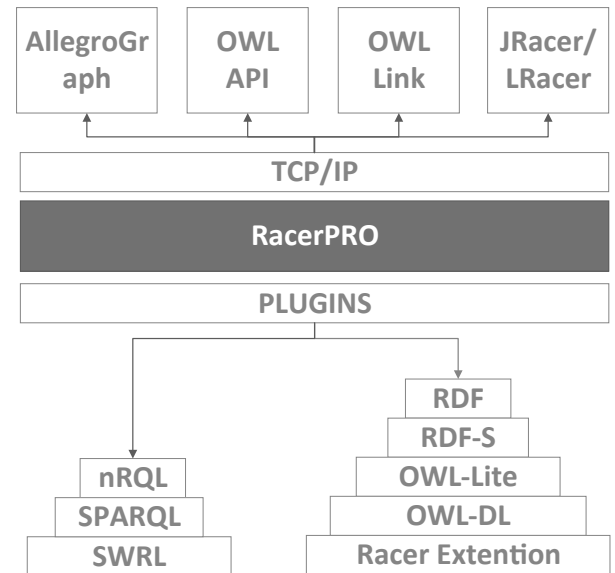 AllegroGr
aph
OWL
API
OWL
Link
JRacer/
LRacer
TCP/IP
RacerPRO
PLUGINS
RDF
RDF-S
nRQL
OWL-Lite
SPARQL
OWL-DL
SWRL
Racer Extention